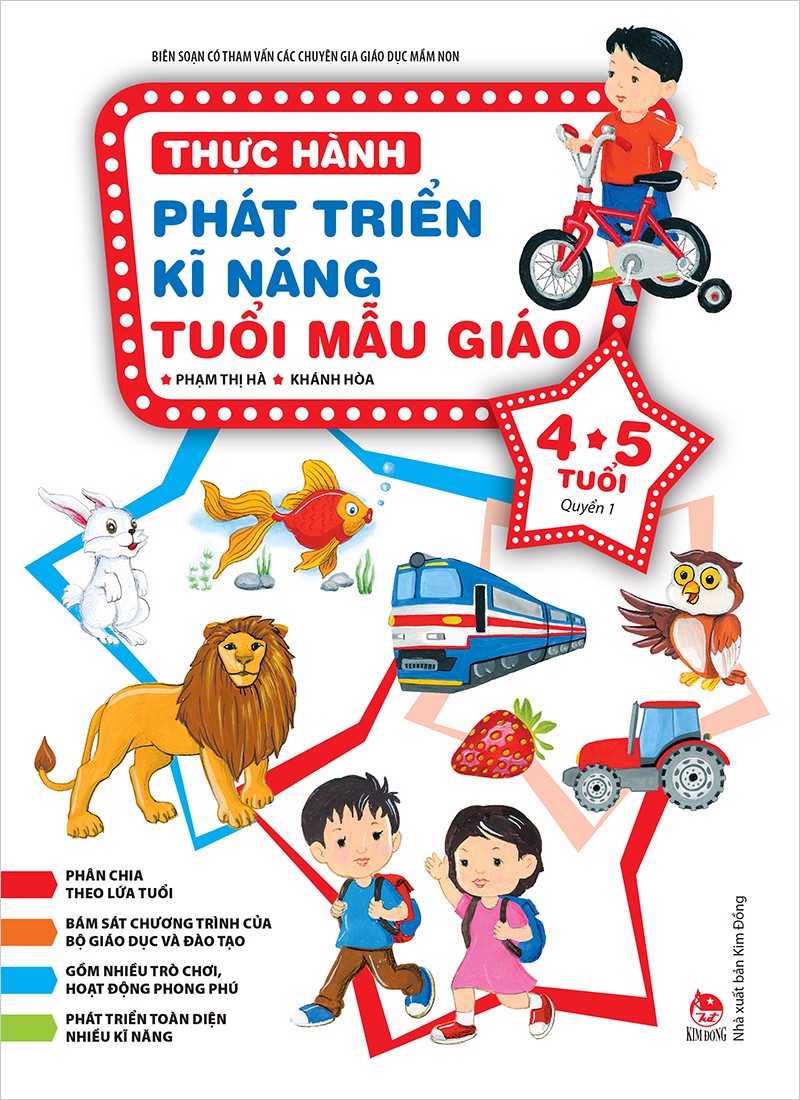 BIÊN SOẠN CÓ THAM VẤN CÁC CHUYÊN GIA GIÁO DỤC MẦM NON
THỰC HÀNH
PHÁT TRIỂN
KĨ NĂNG
TUỔI MẪU GIÁO
PHẠM THỊ HÀ ★ KHÁNH HÒA
4 ★ 5
TUỔI
Quyển 1
PHÂN CHIA
THEO LỨA TUỔI
BÁM SÁT CHƯƠNG TRÌNH CỦA
BỘ GIÁO DỤC VÀ ĐÀO TẠO
GỒM NHIỀU TRÒ CHƠI,
HOẠT ĐỘNG PHONG PHÚ
PHÁT TRIỂN TOÀN DIỆN
NHIỀU KĨ NĂNG
KIM ĐỒNG
Nhà xuất bản Kim Đồng